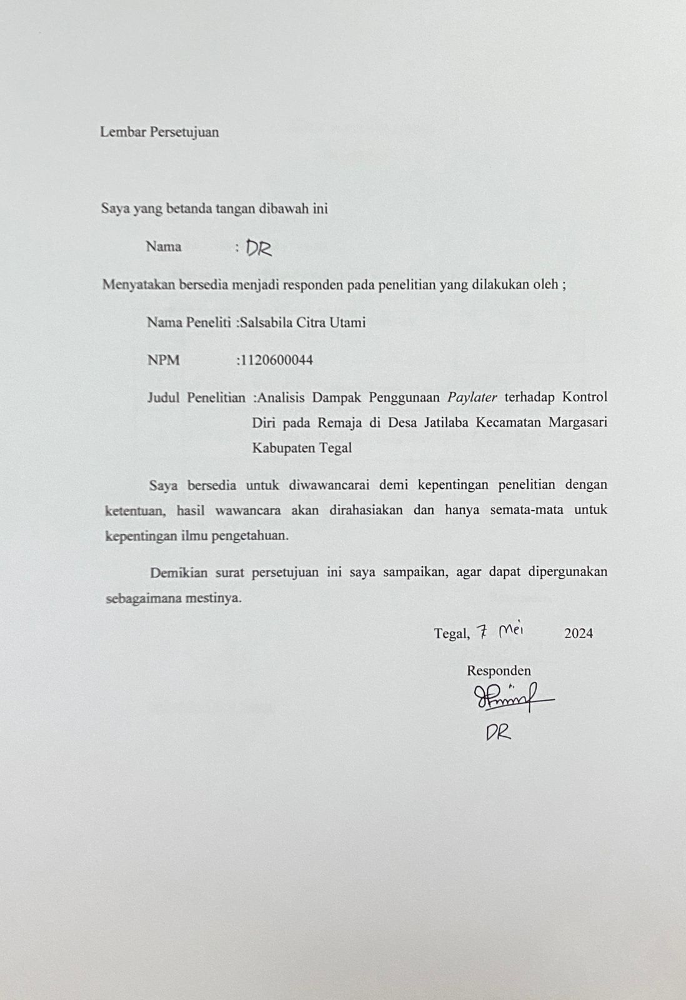 Lembar Persetujuan
Saya yang betanda tangan dibawah ini
Nama : DR
Menyatakan bersedia menjadi responden pada penelitian yang dilakukan oleh ;
Nama Peneliti :Salsabila Citra Utami
NPM :1120600044
Judul Penelitian :Analisis Dampak Penggunaan Paylater terhadap Kontrol
Diri pada Remaja di Desa Jatilaba Kecamatan Margasari
Kabupaten Tegal
Saya bersedia untuk diwawancarai demi kepentingan penelitian dengan
ketentuan, hasil wawancara akan dirahasiakan dan hanya semata-mata untuk
kepentingan ilmu pengetahuan.
Demikian surat persetujuan ini saya sampaikan, agar dapat dipergunakan
sebagaimana mestinya.
Tegal, 7 Mei 2024
Responden
DR